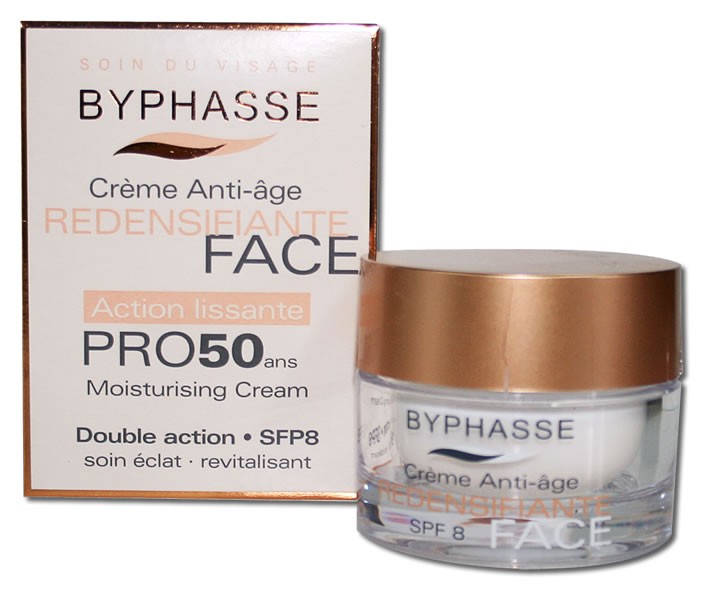 SOIN DU VISAGE
BYPHASSE
Crème Anti-âge
REDENSIFIANTE
FACE
Action lissante
PRO50ans
Moisturising Cream
Double action • SFP8
soin éclat · revitalisant
BYPHASSE
Crème Anti-âge
REDENSIFIANTE
SPF 8 FACE